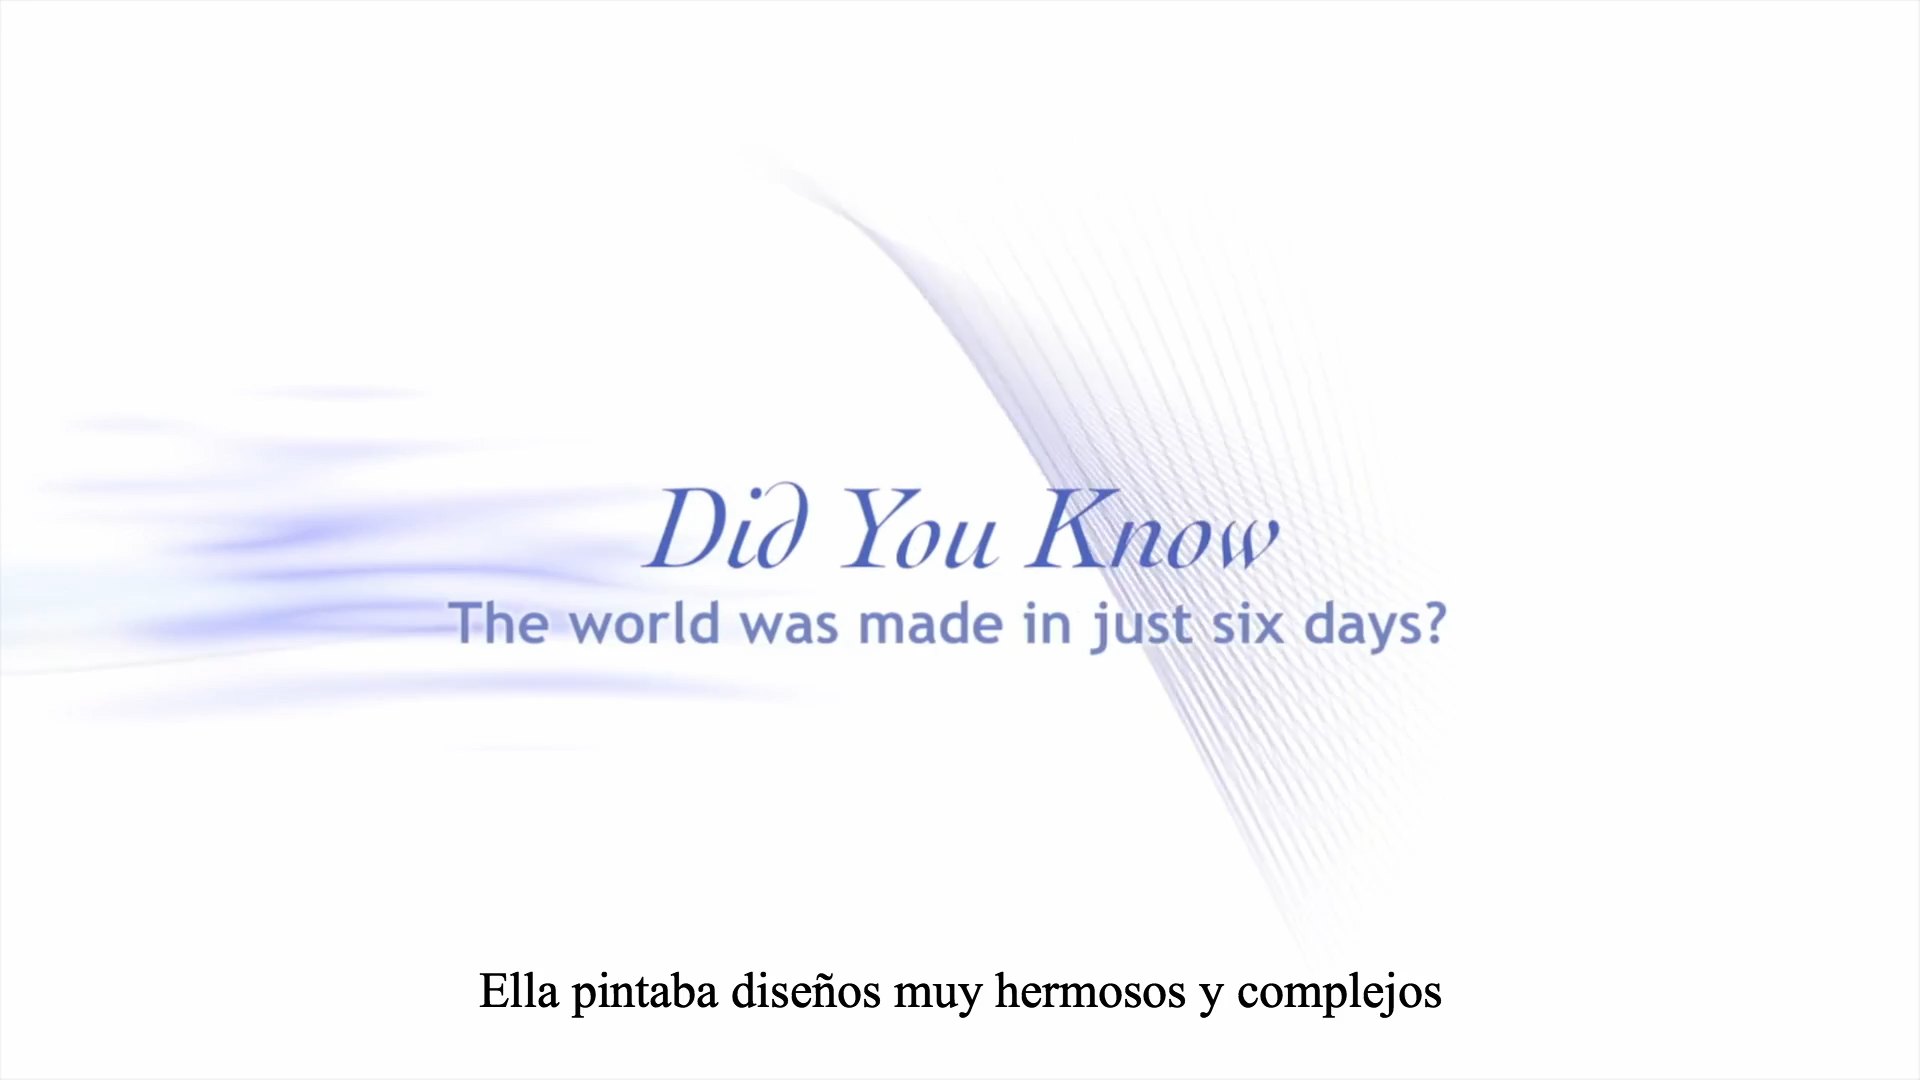 Did You Know
The world was made in just six days?
Ella pintaba diseños muy hermosos y complejos